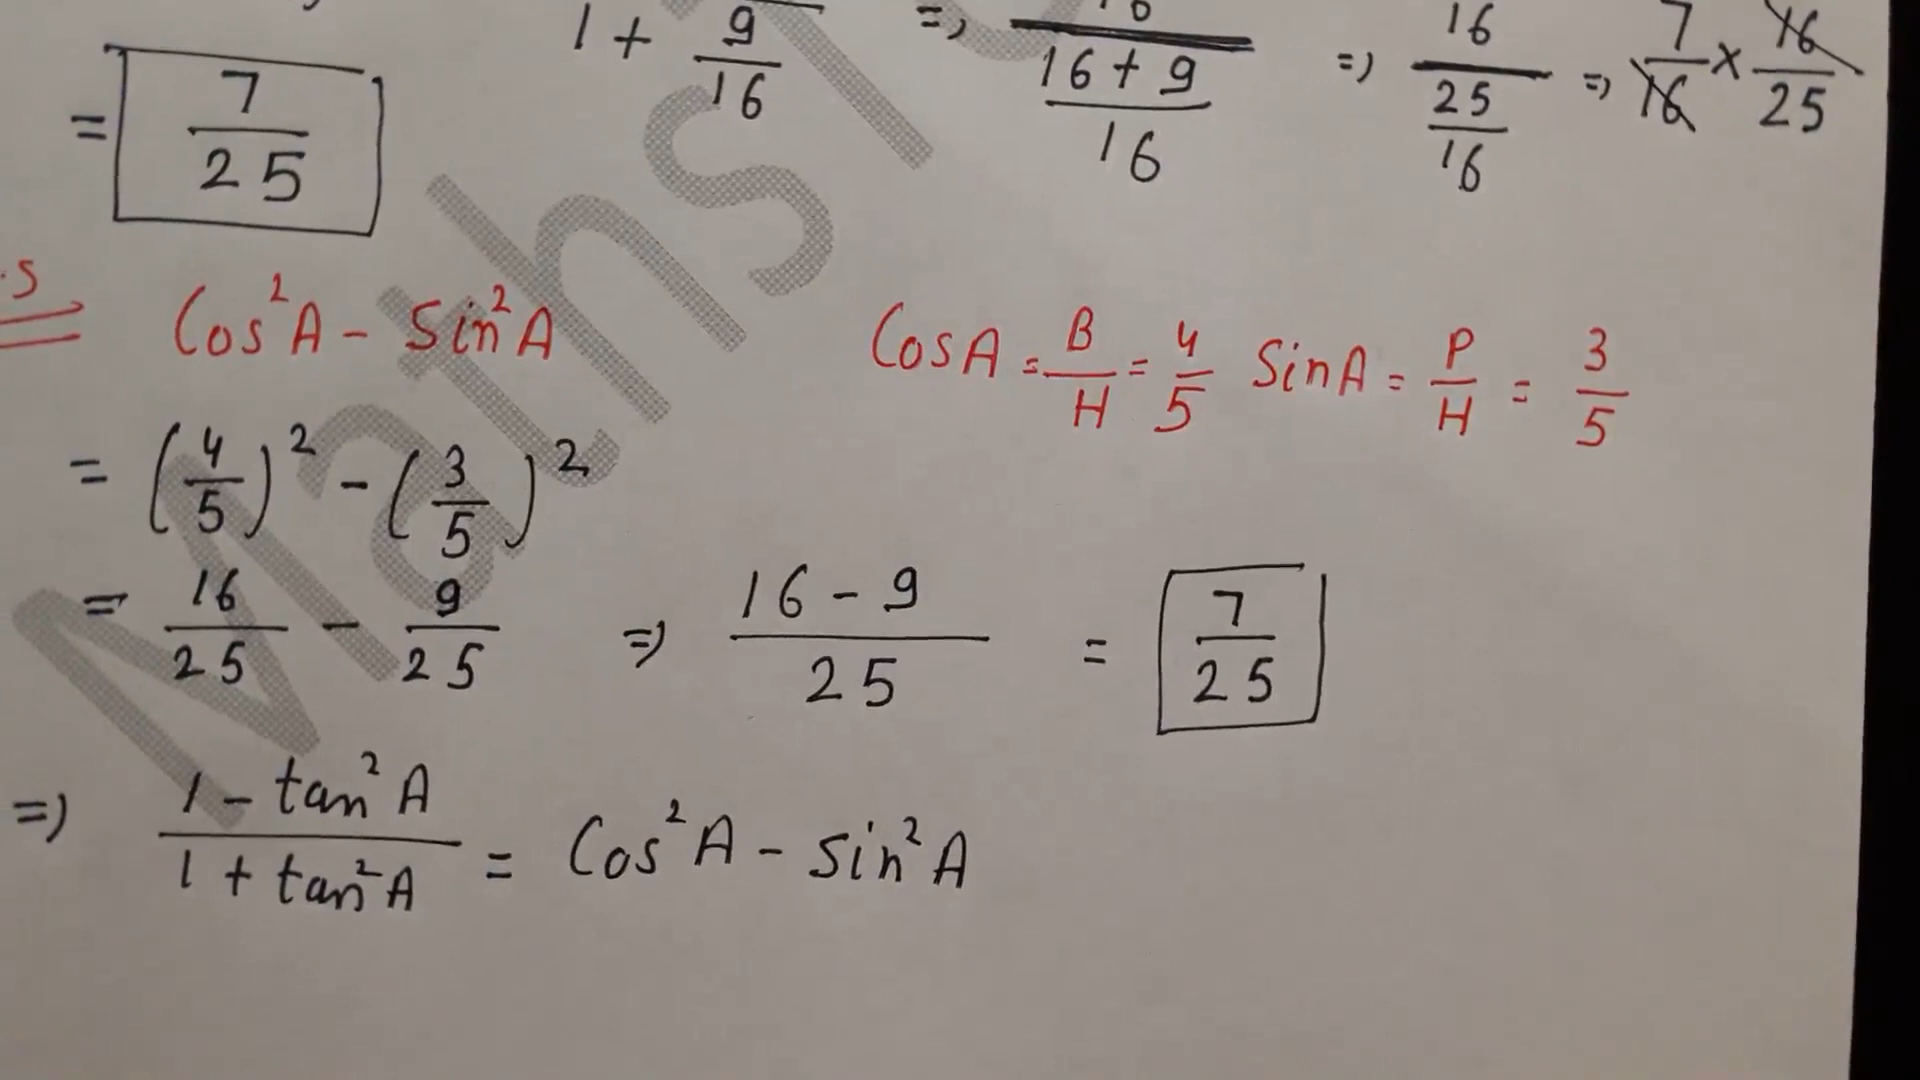 = 7/25
1 + 9/16 => /(16 + 9)/16 => 16/(25/16) => 7/16 × 16/25
.s
Cos²A - Sin²A
CosA = B/H = 4/5 SinA = P/H = 3/5
= (4/5)² - (3/5)²
= 16/25 - 9/25 => (16 - 9)/25 = 7/25
=> (1 - tan²A)/(1 + tan²A) = Cos²A - Sin²A
Maths